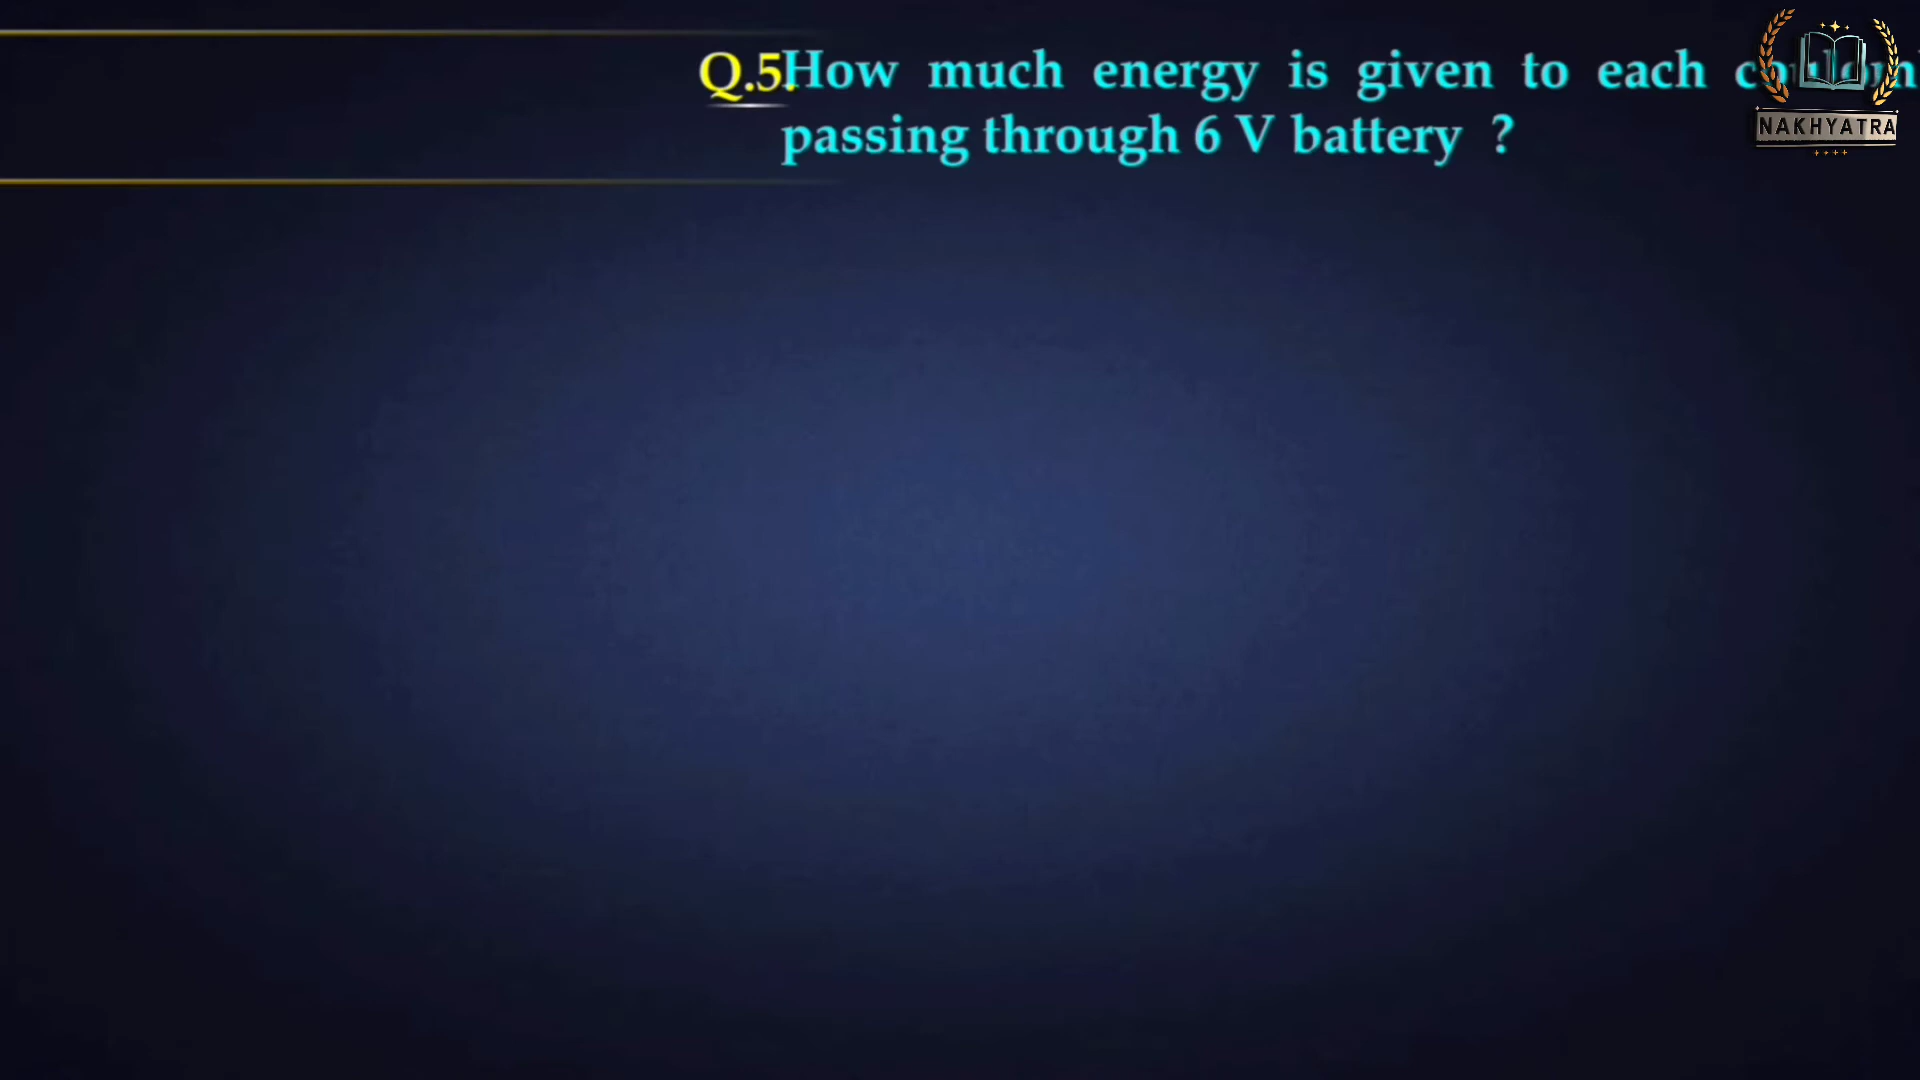 Q.5. How much energy is given to each
passing through 6 V battery ?
NAKHYATRA